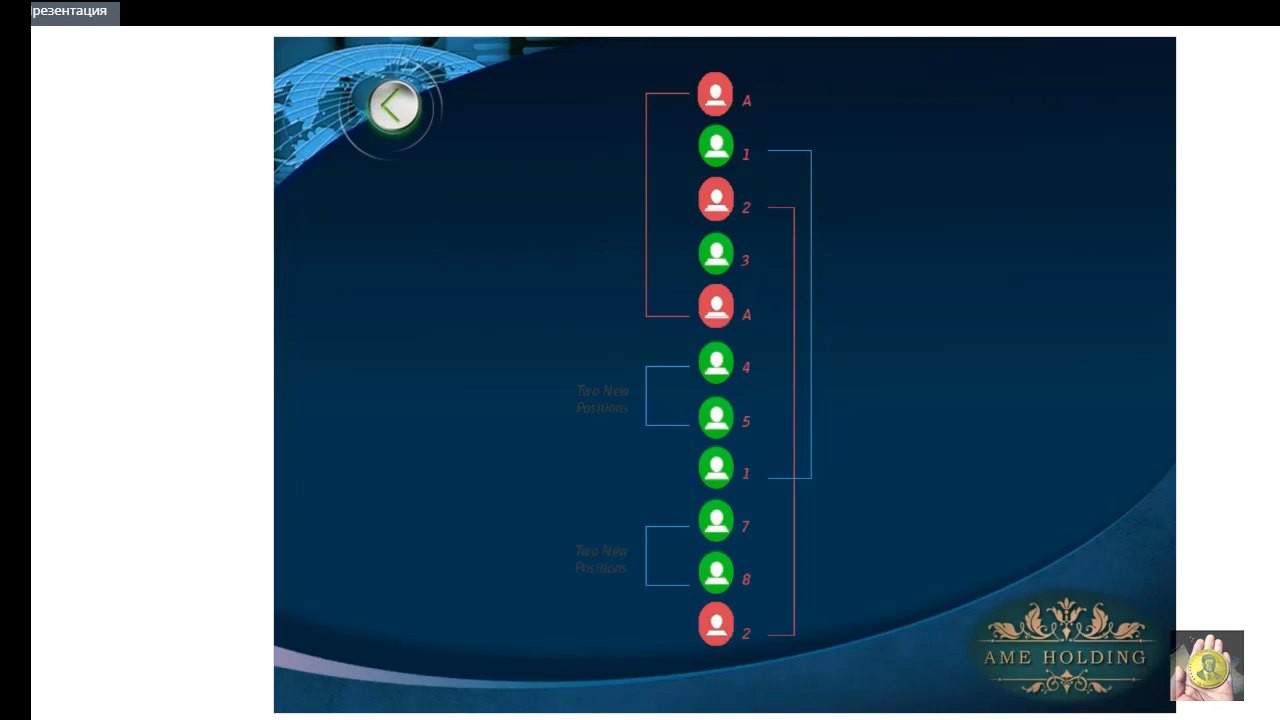 резентация
A
1
2
3
A
4
Two New
Positions
5
1
7
Two New
Positions
8
2
AME HOLDING